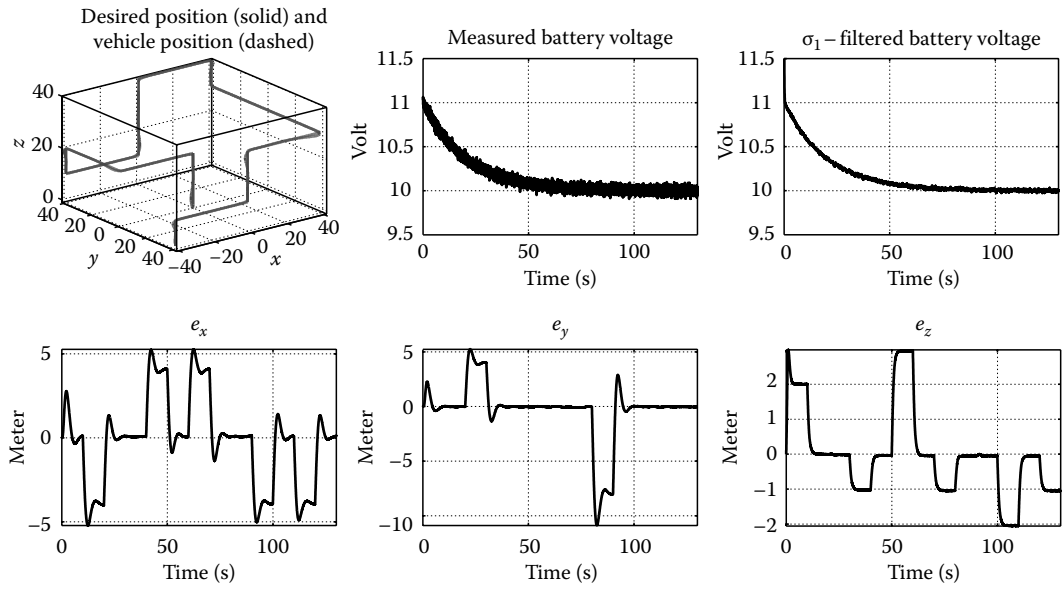 Desired position (solid) and
vehicle position (dashed)
40
20
0
z
40
20
0
20
40
y
−40
−20
0
20
40
x
Measured battery voltage
11.5
11
10.5
10
9.5
Volt
0
50
100
Time (s)
σ1 – filtered battery voltage
11.5
11
10.5
10
9.5
Volt
0
50
100
Time (s)
ex
5
0
−5
Meter
0
50
100
Time (s)
ey
5
0
−5
−10
Meter
0
50
100
Time (s)
ez
2
1
0
−1
−2
Meter
0
50
100
Time (s)